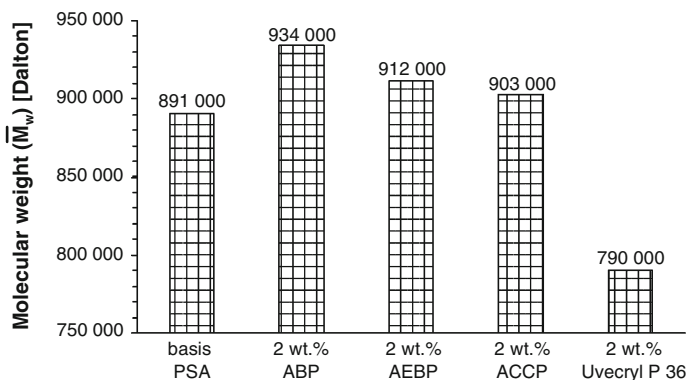 Molecular weight (M̅w) [Dalton]
950 000
900 000
850 000
800 000
750 000
891 000
934 000
912 000
903 000
790 000
basis
PSA
2 wt.%
ABP
2 wt.%
AEBP
2 wt.%
ACCP
2 wt.%
Uvecryl P 36